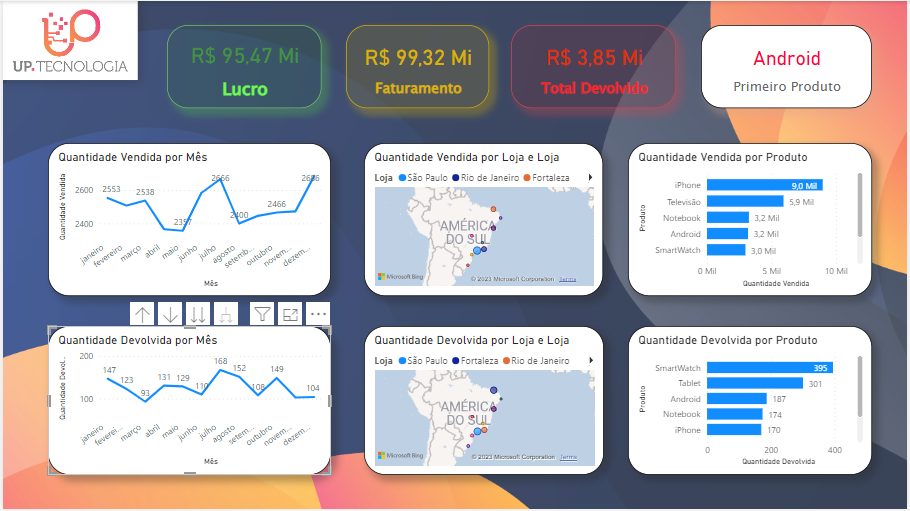 UP.TECNOLOGIA
R$ 95,47 Mi
Lucro
R$ 99,32 Mi
Faturamento
R$ 3,85 Mi
Total Devolvido
Android
Primeiro Produto
Quantidade Vendida por Mês
Quantidade Vendida
2600
2400
2553
2538
2357
2666
2400
2466
2686
janeiro
fevereiro
março
abril
maio
junho
julho
agosto
setemb...
outubro
novem...
dezem...
Mês
Quantidade Vendida por Loja e Loja
Loja São Paulo Rio de Janeiro Fortaleza
AMÉRICA
DO SUL
Microsoft Bing
© 2023 Microsoft Corporation Terms
Quantidade Vendida por Produto
Produto
iPhone 9,0 Mil
Televisão 5,9 Mil
Notebook 3,2 Mil
Android 3,2 Mil
SmartWatch 3,0 Mil
0 Mil 5 Mil 10 Mil
Quantidade Vendida
Quantidade Devolvida por Mês
Quantidade Devol...
200
100
147
123
93
131
129
110
168
152
108
149
104
janeiro
feverei...
março
abril
maio
junho
julho
agosto
setem...
outubro
novem...
dezem...
Mês
Quantidade Devolvida por Loja e Loja
Loja São Paulo Fortaleza Rio de Janeiro
AMÉRICA
DO SUL
Microsoft Bing
© 2023 Microsoft Corporation Terms
Quantidade Devolvida por Produto
Produto
SmartWatch 395
Tablet 301
Android 187
Notebook 174
iPhone 170
0 200 400
Quantidade Devolvida